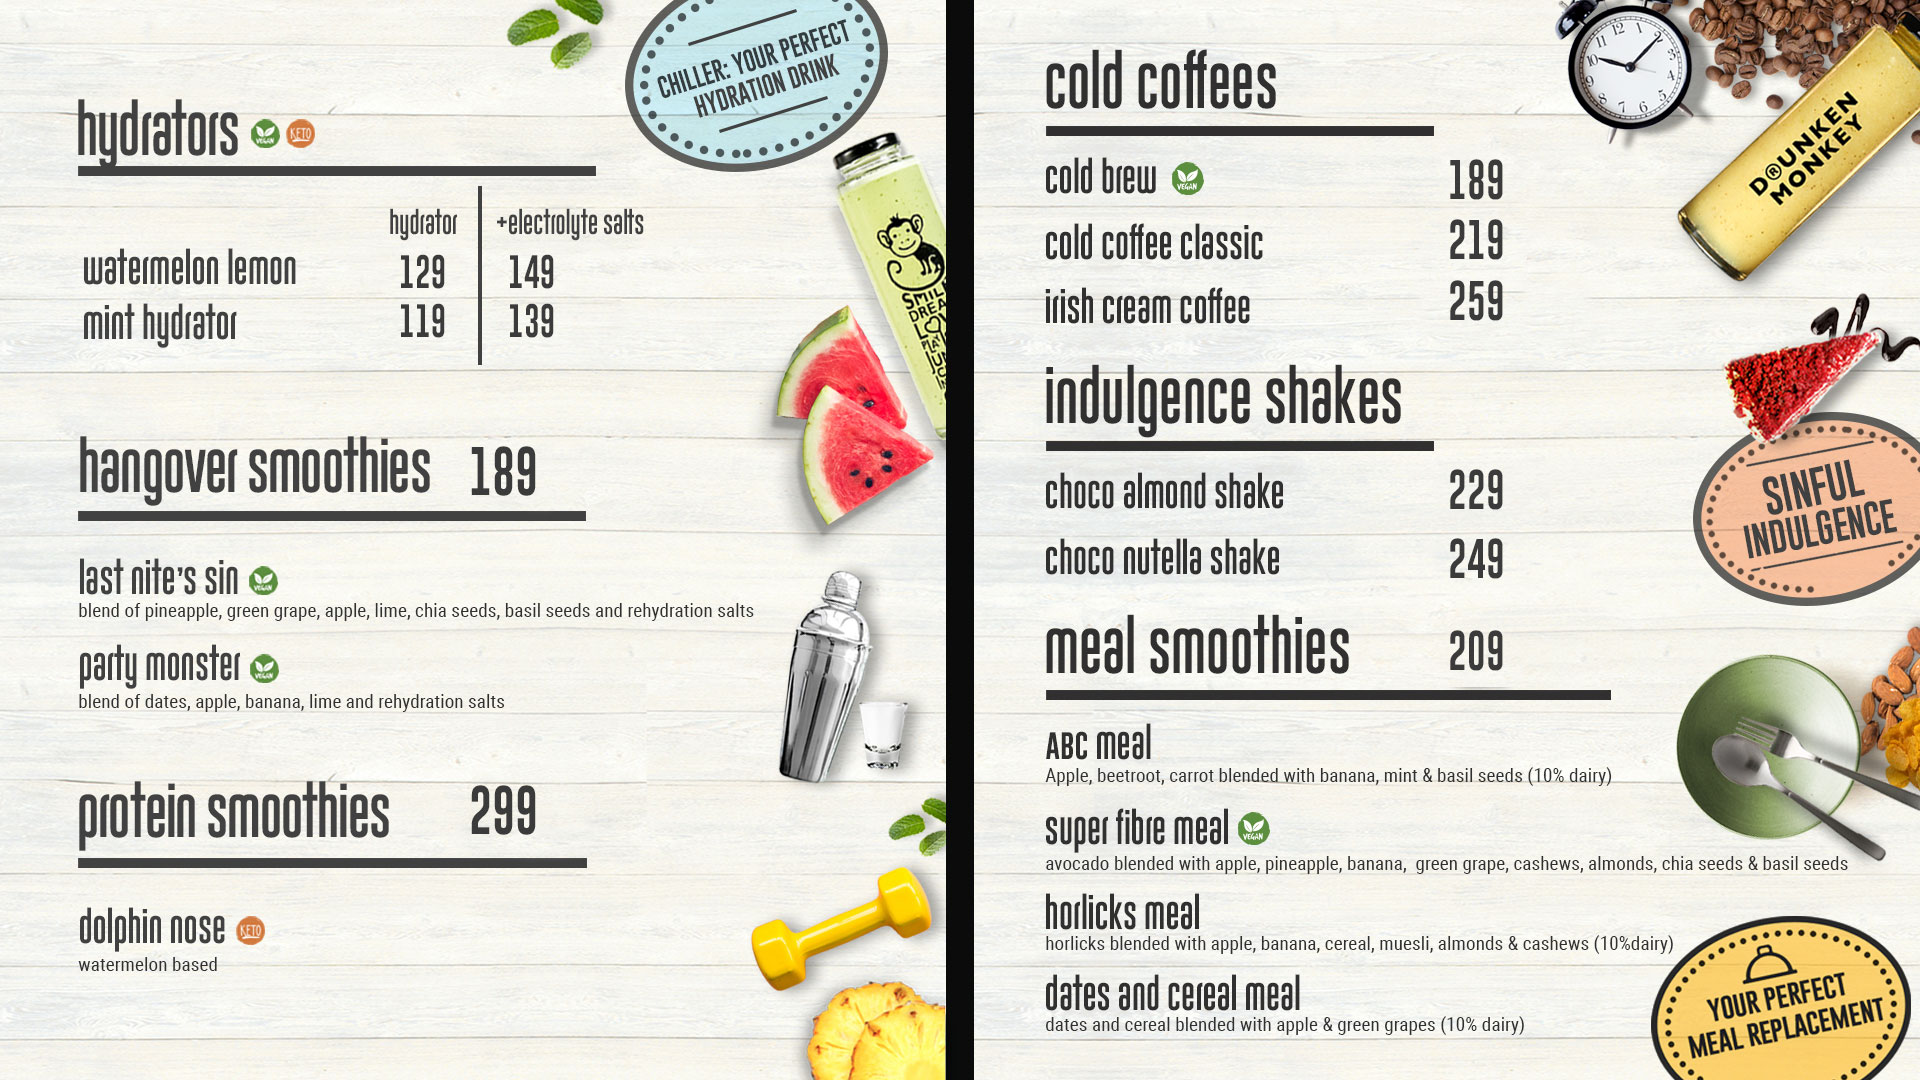 CHILLER: YOUR PERFECT
HYDRATION DRINK
hydrators VEGAN KETO
hydrator +electrolyte salts
watermelon lemon 129 149
mint hydrator 119 139
SMILE
hangover smoothies 189
last nite's sin VEGAN
blend of pineapple, green grape, apple, lime, chia seeds, basil seeds and rehydration salts
party monster VEGAN
blend of dates, apple, banana, lime and rehydration salts
protein smoothies 299
dolphin nose KETO
watermelon based
cold coffees
cold brew VEGAN 189
cold coffee classic 219
irish cream coffee 259
DRUNKEN
MONKEY
indulgence shakes
choco almond shake 229
choco nutella shake 249
SINFUL
INDULGENCE
meal smoothies 209
ABC meal
Apple, beetroot, carrot blended with banana, mint & basil seeds (10% dairy)
super fibre meal VEGAN
avocado blended with apple, pineapple, banana, green grape, cashews, almonds, chia seeds & basil seeds
horlicks meal
horlicks blended with apple, banana, cereal, muesli, almonds & cashews (10%dairy)
dates and cereal meal
dates and cereal blended with apple & green grapes (10% dairy)
YOUR PERFECT
MEAL REPLACEMENT